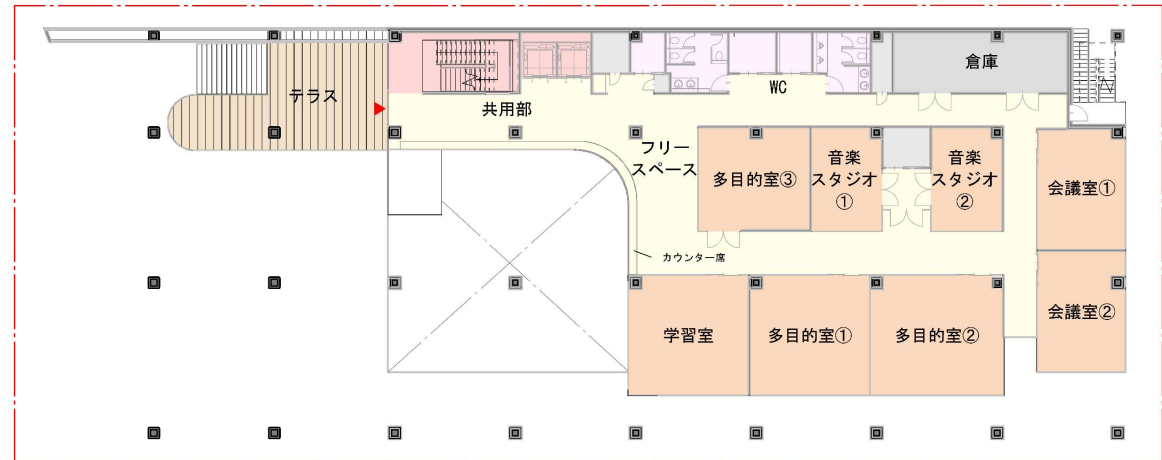 倉庫
WC
テラス
共用部
フリー
スペース
多目的室③
音楽
スタジオ
①
音楽
スタジオ
②
会議室①
カウンター席
会議室②
学習室
多目的室①
多目的室②